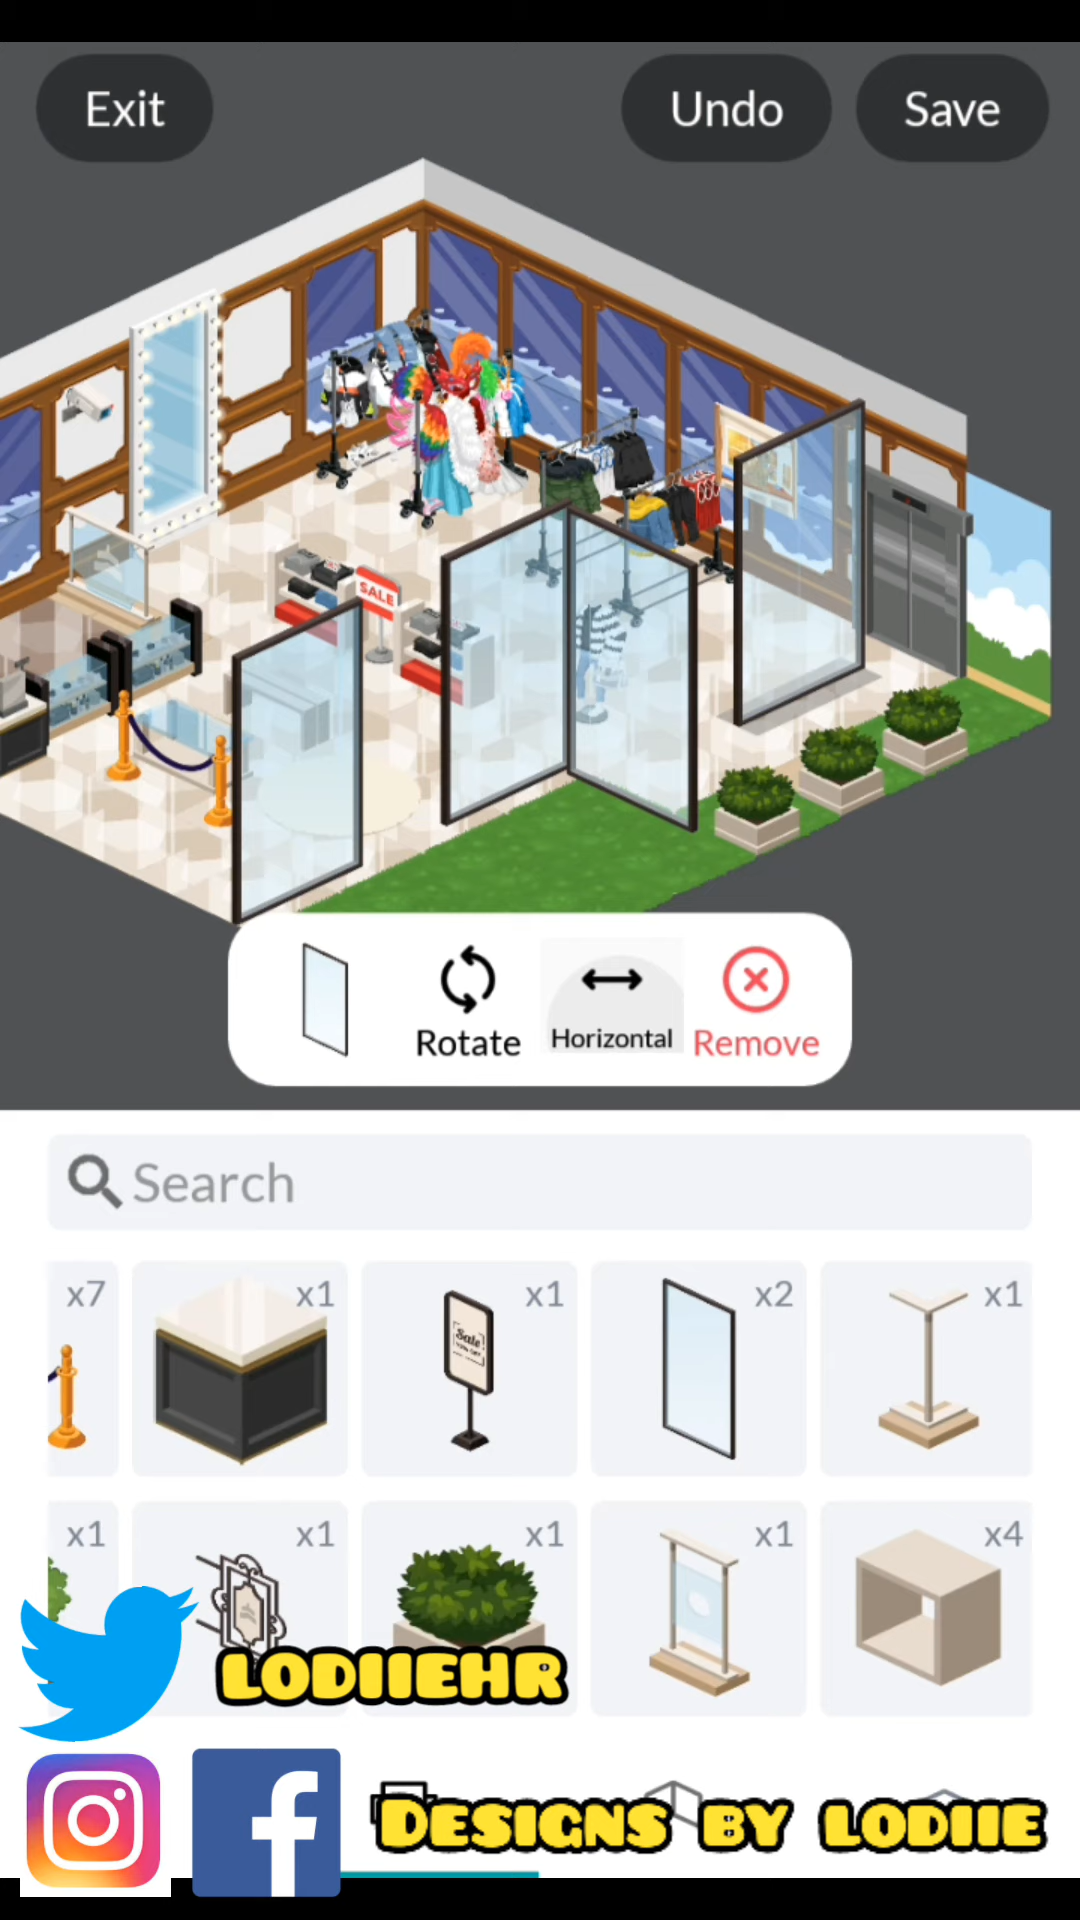 Exit
Undo
Save
SALE
Rotate
Horizontal
Remove
Search
x7
x1
x1
x2
x1
Sale
x1
x1
x1
x1
x4
LODIIEHR
DESIGNS BY LODIIE